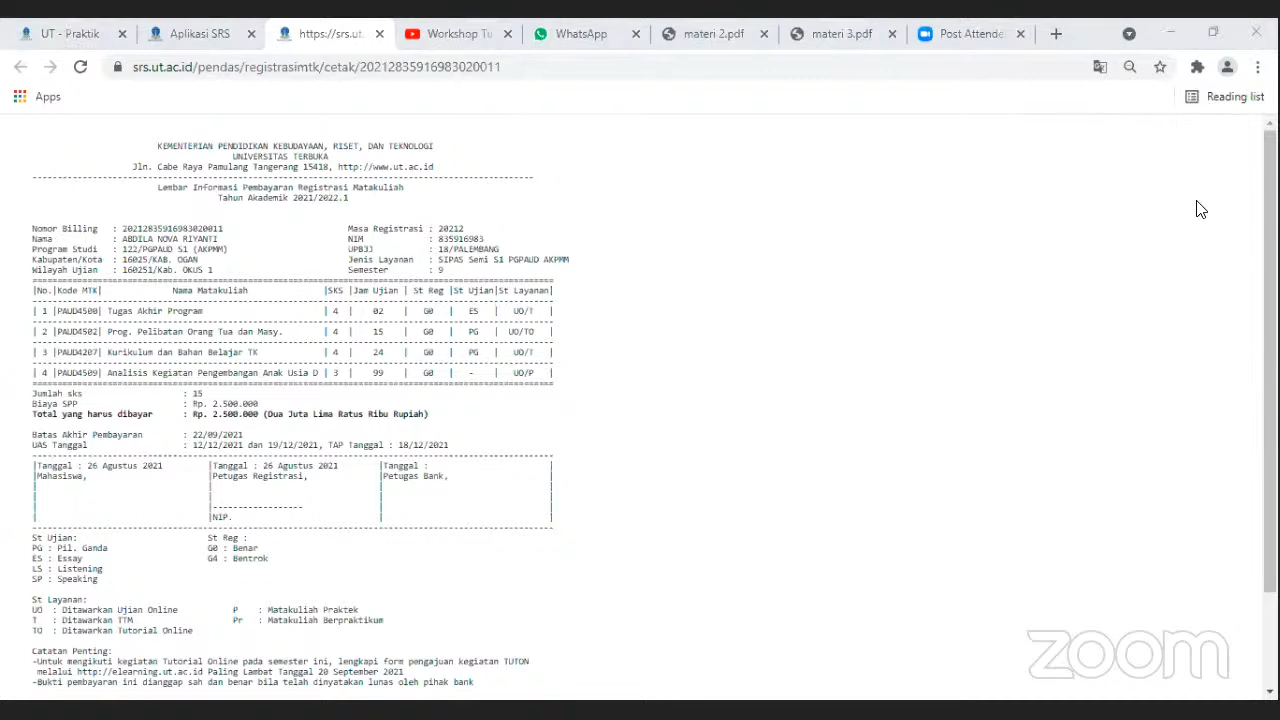 UT - Praktik
Aplikasi SRS
https://srs.ut.
Workshop Tu
WhatsApp
materi 2.pdf
materi 3.pdf
Post Attende
srs.ut.ac.id/pendas/registrasimtk/cetak/20212835916983020011
Apps
Reading list
KEMENTERIAN PENDIDIKAN KEBUDAYAAN, RISET, DAN TEKNOLOGI
UNIVERSITAS TERBUKA
Jln. Cabe Raya Pamulang Tangerang 15418, http://www.ut.ac.id
Lembar Informasi Pembayaran Registrasi Matakuliah
Tahun Akademik 2021/2022.1
Nomor Billing : 20212835916983020011 Masa Registrasi : 20212
Nama : ABDILA NOVA RIYANTI NIM : 835916983
Program Studi : 122/PGPAUD S1 (AKPMM) UPBJJ : 18/PALEMBANG
Kabupaten/Kota : 16025/KAB. OGAN Jenis Layanan : SIPAS Semi S1 PGPAUD AKPMM
Wilayah Ujian : 160251/Kab. OKUS 1 Semester : 9
|No.|Kode MTK| Nama Matakuliah |SKS |Jam Ujian | St Reg |St Ujian|St Layanan|
| 1 |PAUD4500| Tugas Akhir Program | 4 | 02 | G0 | ES | UO/T |
| 2 |PAUD4502| Prog. Pelibatan Orang Tua dan Masy. | 4 | 15 | G0 | PG | UO/TO |
| 3 |PAUD4207| Kurikulum dan Bahan Belajar TK | 4 | 24 | G0 | PG | UO/T |
| 4 |PAUD4509| Analisis Kegiatan Pengembangan Anak Usia D | 3 | 99 | G0 | - | UO/P |
Jumlah sks : 15
Biaya SPP : Rp. 2.500.000
Total yang harus dibayar : Rp. 2.500.000 (Dua Juta Lima Ratus Ribu Rupiah)
Batas Akhir Pembayaran : 22/09/2021
UAS Tanggal : 12/12/2021 dan 19/12/2021, TAP Tanggal : 18/12/2021
|Tanggal : 26 Agustus 2021 |Tanggal : 26 Agustus 2021 |Tanggal : |
|Mahasiswa, |Petugas Registrasi, |Petugas Bank, |
|NIP.
St Ujian: St Reg :
PG : Pil. Ganda G0 : Benar
ES : Essay G4 : Bentrok
LS : Listening
SP : Speaking
St Layanan:
UO : Ditawarkan Ujian Online P : Matakuliah Praktek
T : Ditawarkan TTM Pr : Matakuliah Berpraktikum
TO : Ditawarkan Tutorial Online
Catatan Penting:
-Untuk mengikuti kegiatan Tutorial Online pada semester ini, lengkapi form pengajuan kegiatan TUTON
melalui http://elearning.ut.ac.id Paling Lambat Tanggal 20 September 2021
-Bukti pembayaran ini dianggap sah dan benar bila telah dinyatakan lunas oleh pihak bank
zoom